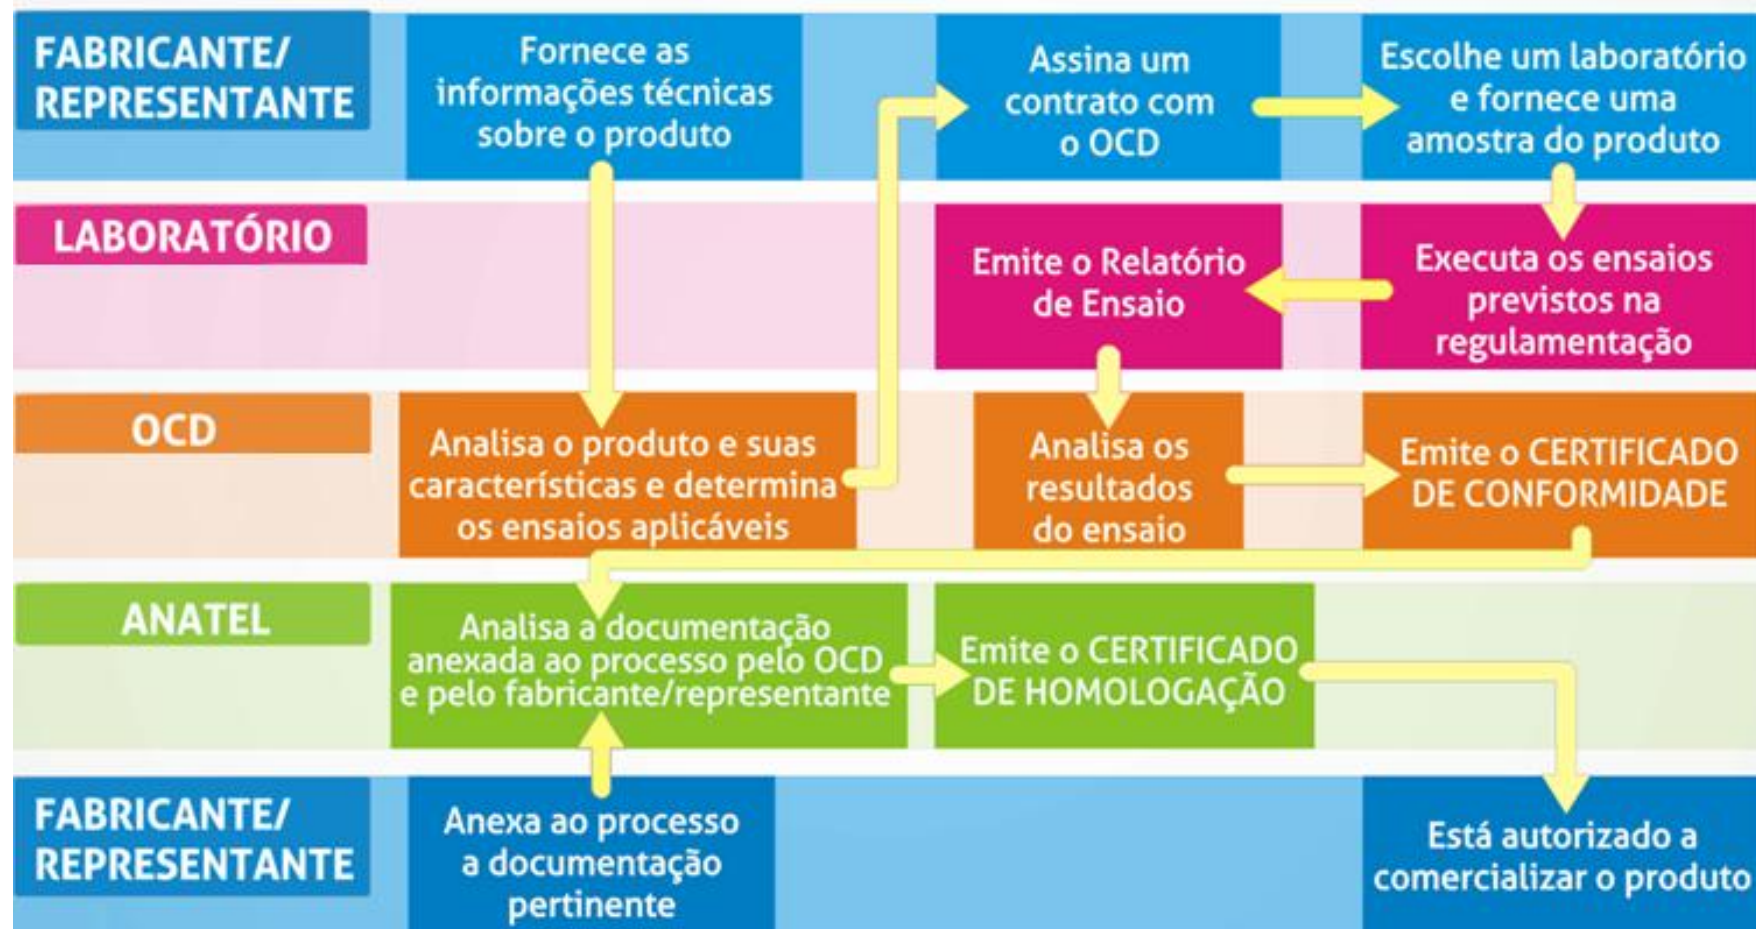 FABRICANTE/
REPRESENTANTE
Fornece as
informações técnicas
sobre o produto
Assina um
contrato com
o OCD
Escolhe um laboratório
e fornece uma
amostra do produto
LABORATÓRIO
Emite o Relatório
de Ensaio
Executa os ensaios
previstos na
regulamentação
OCD
Analisa o produto e suas
características e determina
os ensaios aplicáveis
Analisa os
resultados
do ensaio
Emite o CERTIFICADO
DE CONFORMIDADE
ANATEL
Analisa a documentação
anexada ao processo pelo OCD
e pelo fabricante/representante
Emite o CERTIFICADO
DE HOMOLOGAÇÃO
FABRICANTE/
REPRESENTANTE
Anexa ao processo
a documentação
pertinente
Está autorizado a
comercializar o produto